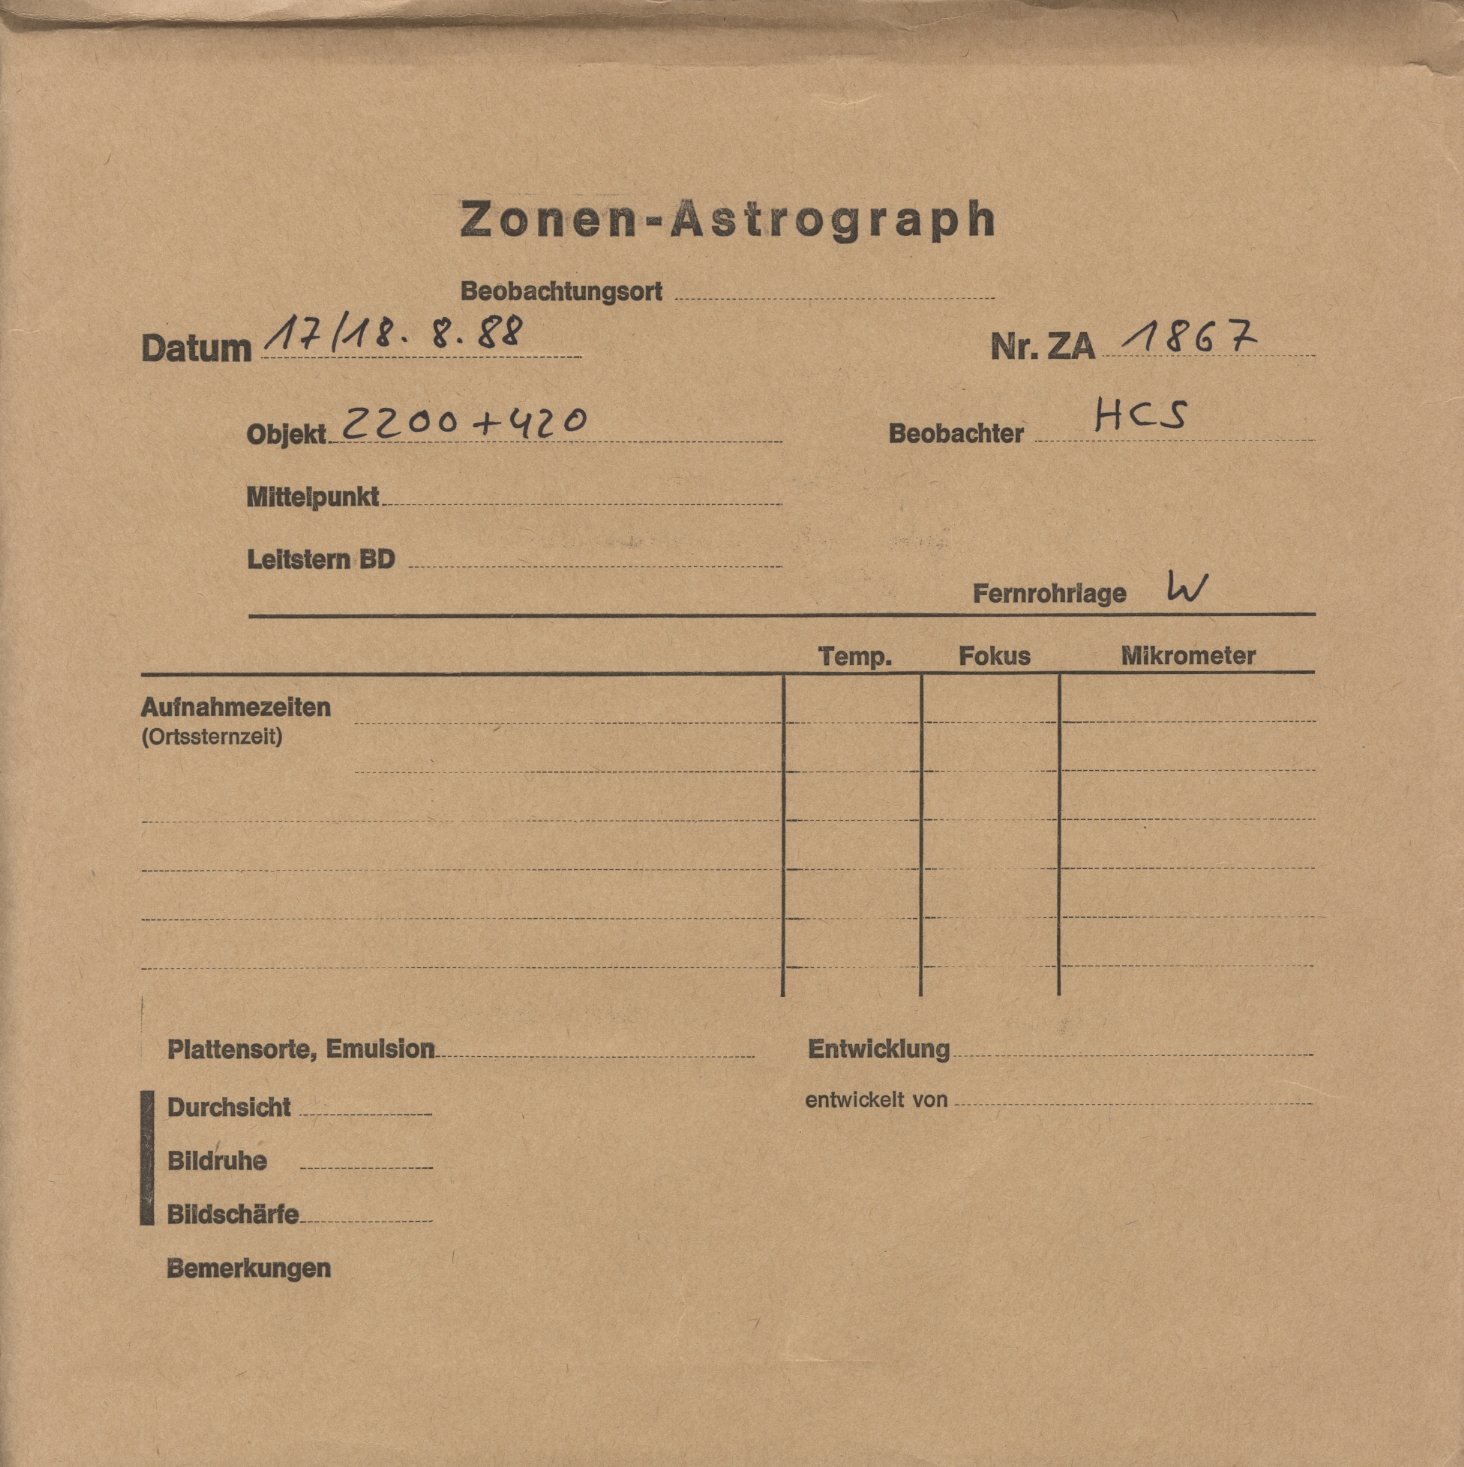 Zonen-Astrograph
Beobachtungsort
Datum 17/18. 8. 88 Nr. ZA 1867
Objekt 2200+420 Beobachter HCS
Mittelpunkt
Leitstern BD
Fernrohrlage W
Temp. Fokus Mikrometer
Aufnahmezeiten
(Ortssternzeit)
Plattensorte, Emulsion Entwicklung
Durchsicht entwickelt von
Bildruhe
Bildschärfe
Bemerkungen